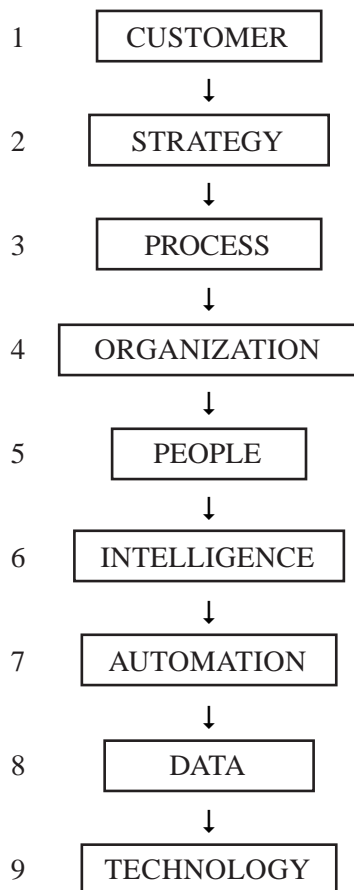 1 CUSTOMER
2 STRATEGY
3 PROCESS
4 ORGANIZATION
5 PEOPLE
6 INTELLIGENCE
7 AUTOMATION
8 DATA
9 TECHNOLOGY